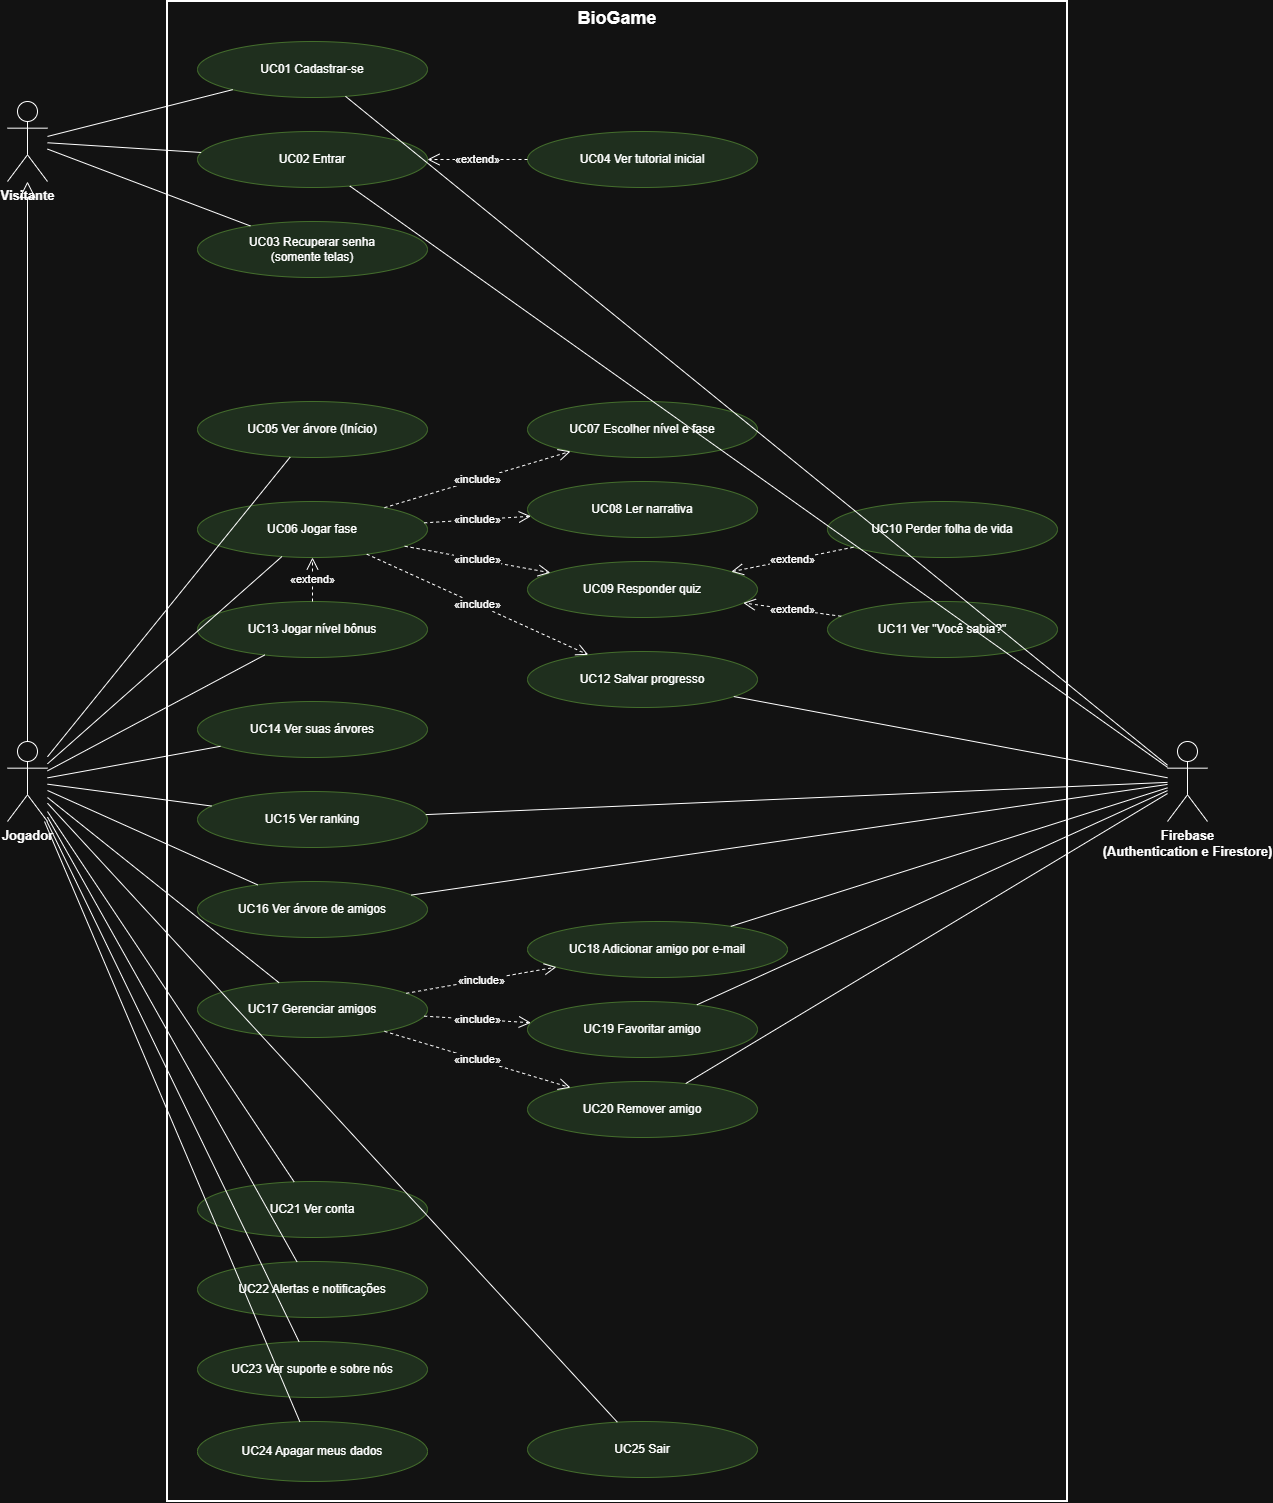 BioGame
UC01 Cadastrar-se
Visitante
UC02 Entrar
«extend»
UC04 Ver tutorial inicial
UC03 Recuperar senha
(somente telas)
UC05 Ver árvore (Início)
UC07 Escolher nível e fase
«include»
UC06 Jogar fase
«include»
UC08 Ler narrativa
UC10 Perder folha de vida
«include»
«extend»
«extend»
UC09 Responder quiz
«include»
«extend»
UC13 Jogar nível bônus
UC11 Ver "Você sabia?"
UC12 Salvar progresso
UC14 Ver suas árvores
Jogador
UC15 Ver ranking
Firebase
(Authentication e Firestore)
UC16 Ver árvore de amigos
UC18 Adicionar amigo por e-mail
«include»
UC17 Gerenciar amigos
«include»
UC19 Favoritar amigo
«include»
UC20 Remover amigo
UC21 Ver conta
UC22 Alertas e notificações
UC23 Ver suporte e sobre nós
UC24 Apagar meus dados
UC25 Sair